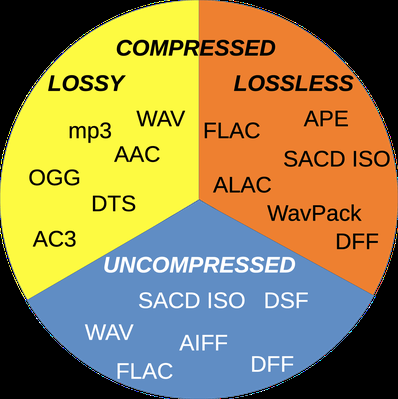 COMPRESSED
LOSSY
mp3
WAV
AAC
OGG
DTS
AC3
LOSSLESS
APE
FLAC
SACD ISO
ALAC
WavPack
DFF
UNCOMPRESSED
SACD ISO
DSF
WAV
AIFF
FLAC
DFF